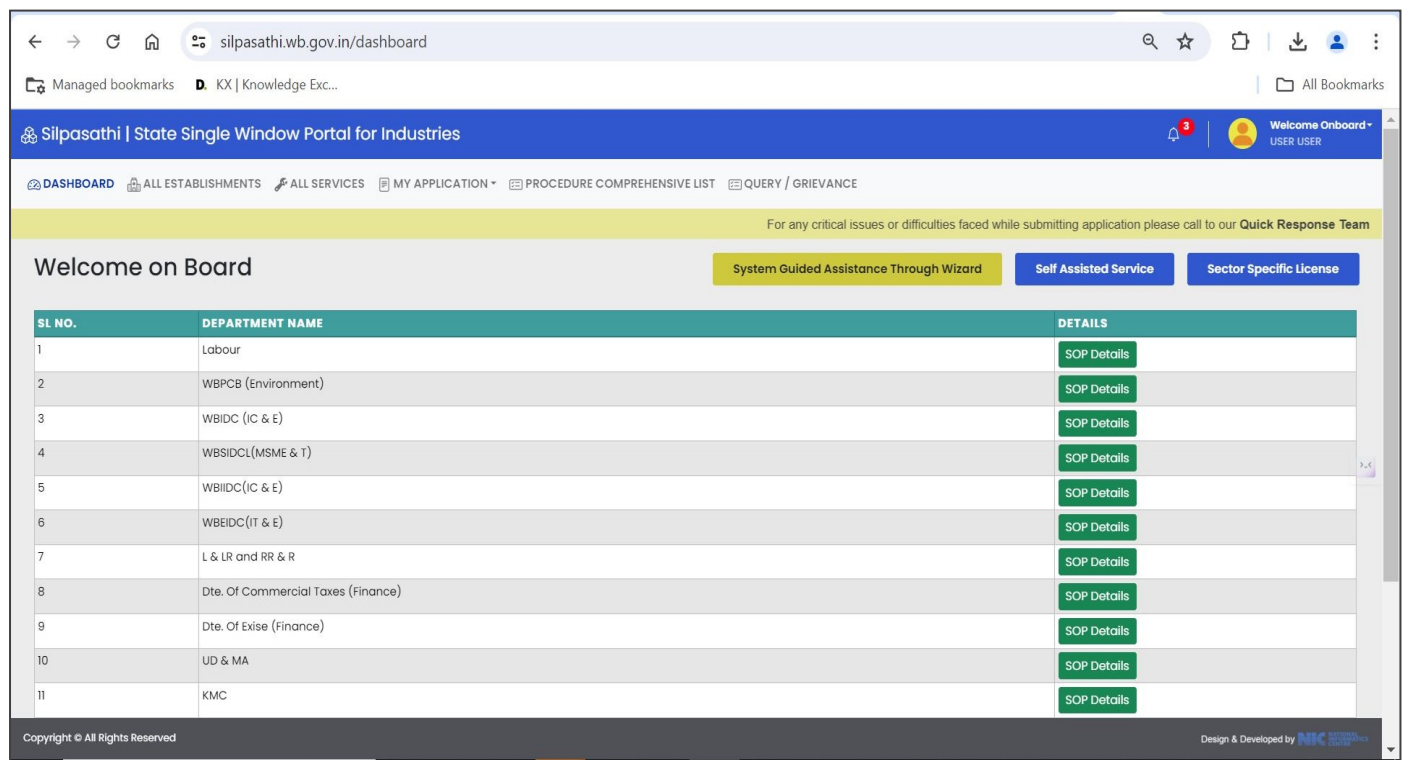 silpasathi.wb.gov.in/dashboard
Managed bookmarks D. KX | Knowledge Exc... All Bookmarks
Silpasathi | State Single Window Portal for Industries 3 Welcome Onboard
USER USER
DASHBOARD ALL ESTABLISHMENTS ALL SERVICES MY APPLICATION PROCEDURE COMPREHENSIVE LIST QUERY / GRIEVANCE
For any critical issues or difficulties faced while submitting application please call to our Quick Response Team
Welcome on Board System Guided Assistance Through Wizard Self Assisted Service Sector Specific License
SL NO. DEPARTMENT NAME DETAILS
1 Labour SOP Details
2 WBPCB (Environment) SOP Details
3 WBIDC (IC & E) SOP Details
4 WBSIDCL(MSME & T) SOP Details
5 WBIIDC(IC & E) SOP Details
6 WBEIDC(IT & E) SOP Details
7 L & LR and RR & R SOP Details
8 Dte. Of Commercial Taxes (Finance) SOP Details
9 Dte. Of Exise (Finance) SOP Details
10 UD & MA SOP Details
11 KMC SOP Details
Copyright © All Rights Reserved Design & Developed by NIC NATIONAL INFORMATICS CENTRE